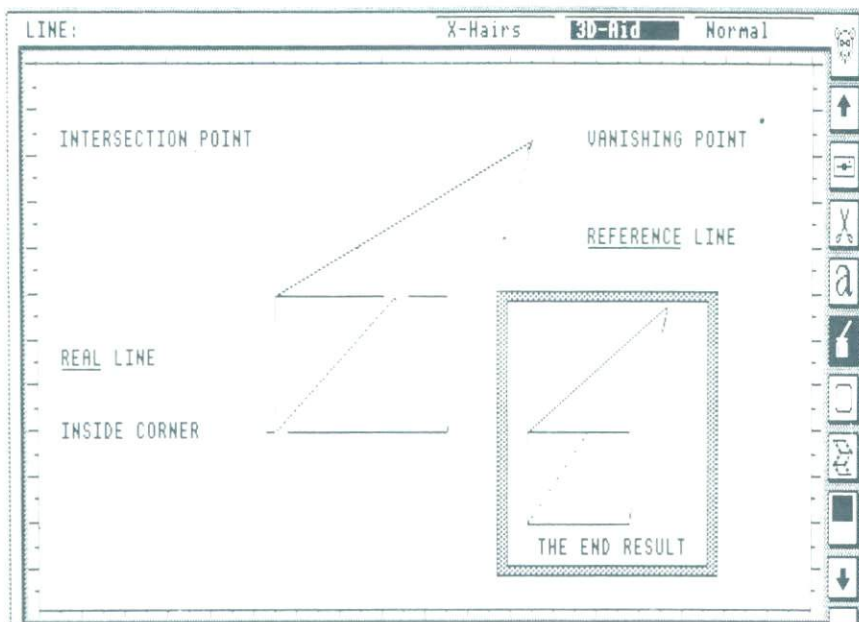 LINE: X-Hairs 3D-Aid Normal
INTERSECTION POINT VANISHING POINT
REFERENCE LINE
a
REAL LINE
INSIDE CORNER
THE END RESULT